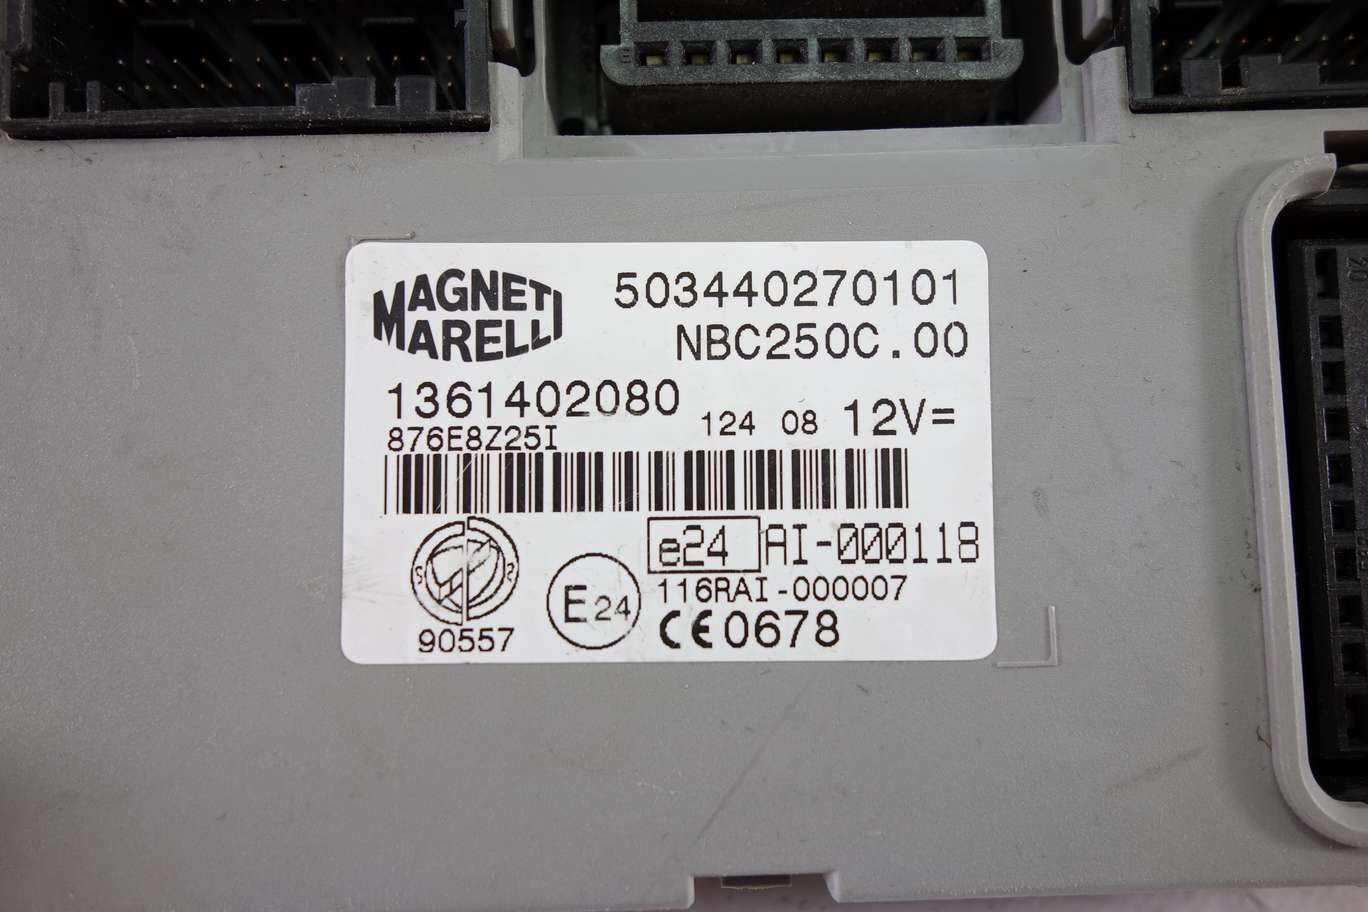 MAGNETI
MARELLI
503440270101
NBC250C.00
1361402080
876E8Z25I
124 08 12V=
e24 AI-000118
116RAI-000007
E24
CE0678
90557